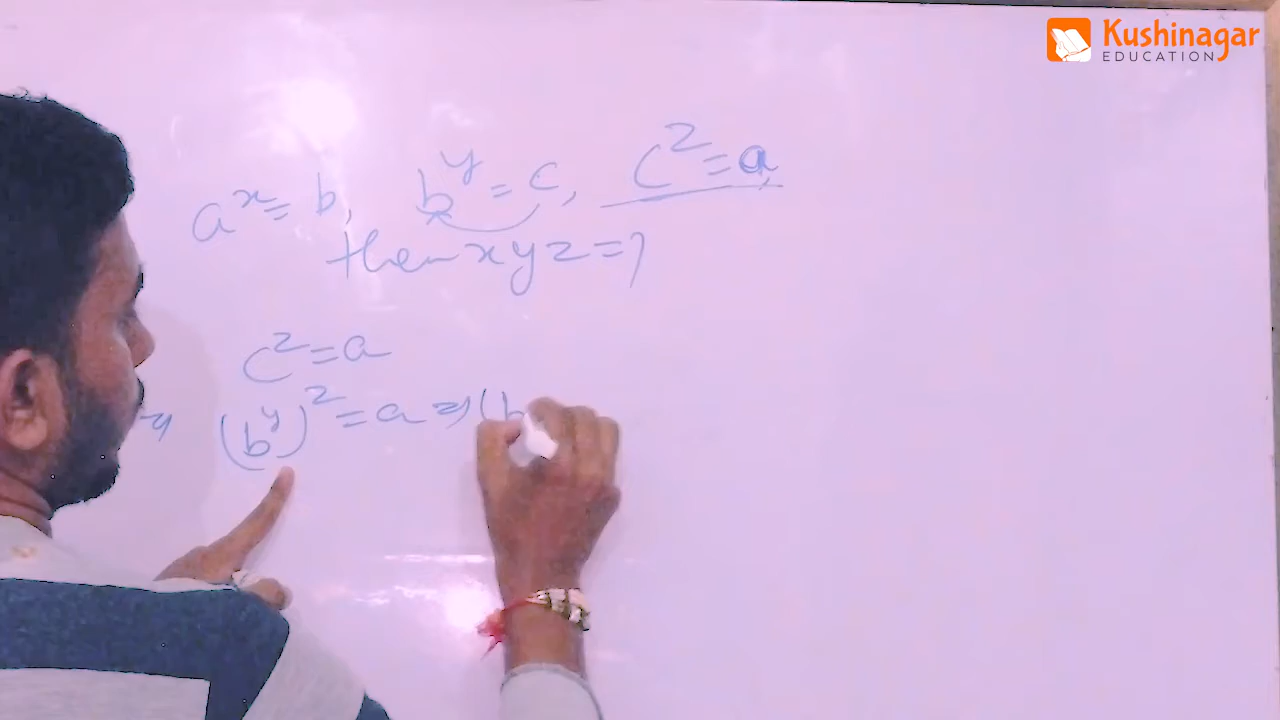 Kushinagar
EDUCATION
a^x = b, b^y = c, c^z = a,
then xyz = ?
c^z = a
⇒ (b^y)^z = a ⇒ (b